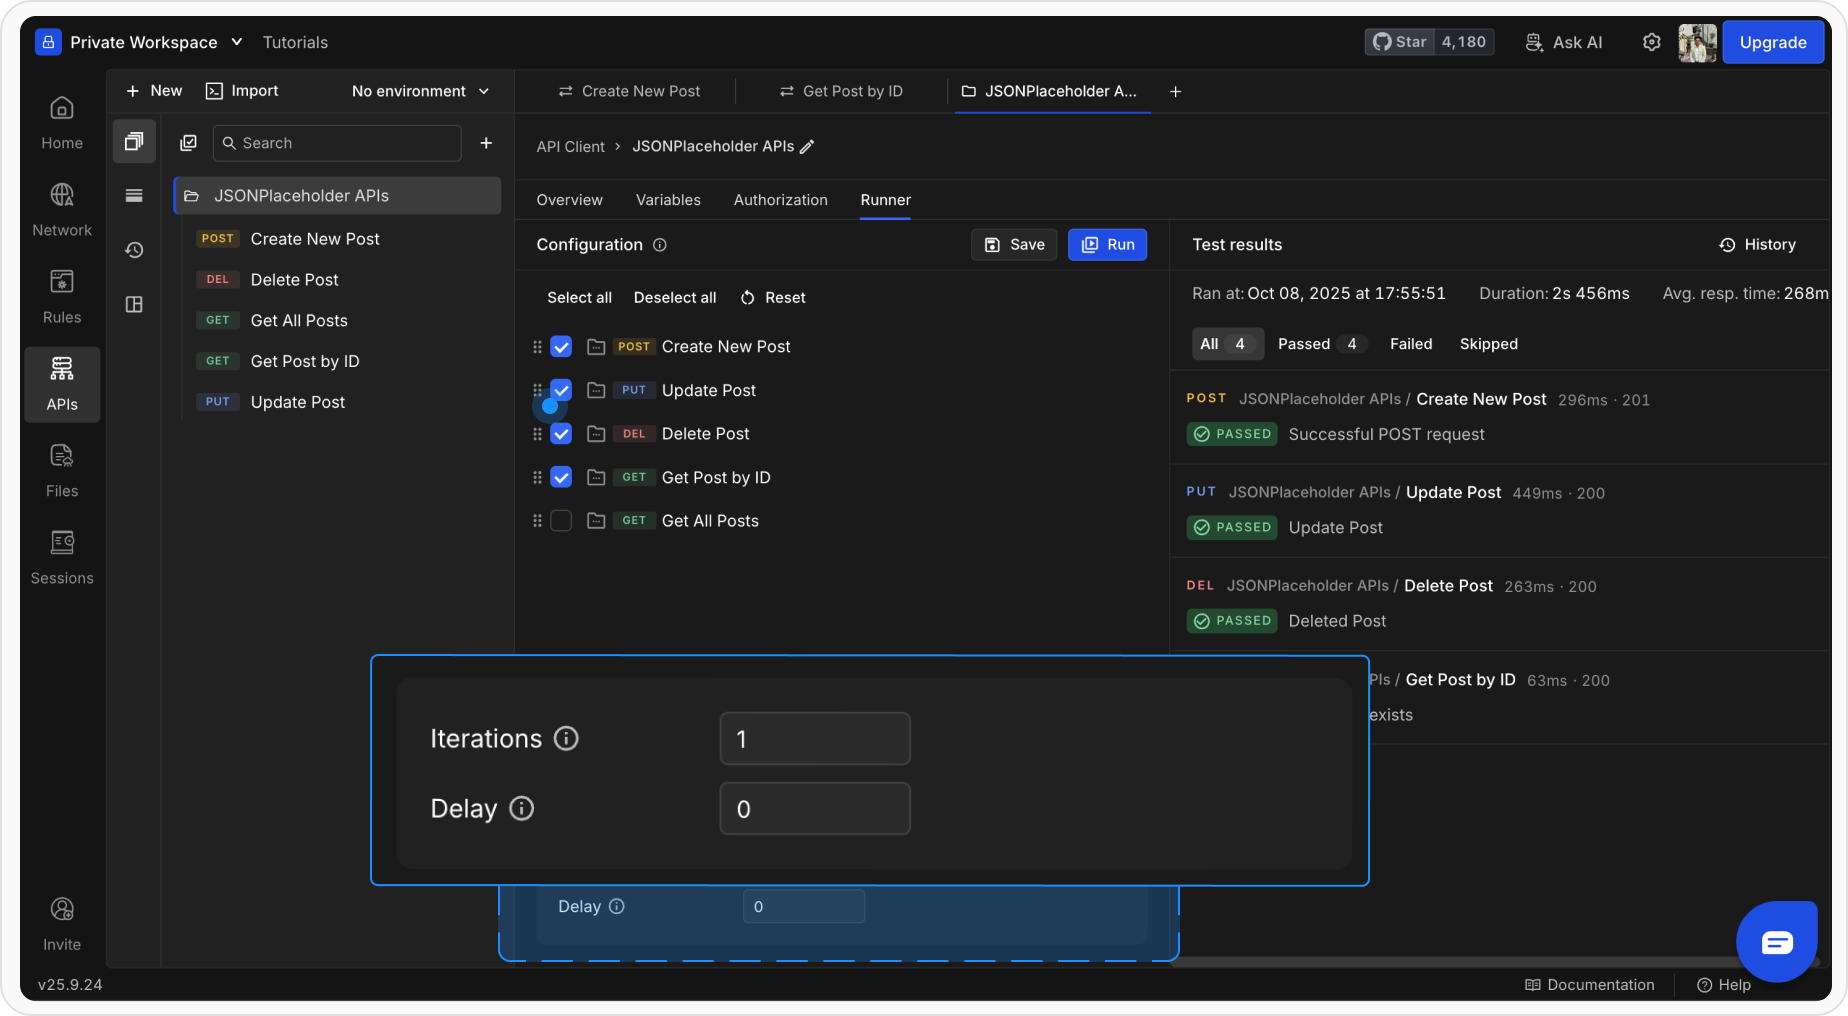 Private Workspace
Tutorials
Star 4,180
Ask AI
Upgrade
Home
Network
Rules
APIs
Files
Sessions
Invite
v25.9.24
New
Import
No environment
Search
JSONPlaceholder APIs
POST Create New Post
DEL Delete Post
GET Get All Posts
GET Get Post by ID
PUT Update Post
Create New Post
Get Post by ID
JSONPlaceholder A...
API Client › JSONPlaceholder APIs
Overview
Variables
Authorization
Runner
Configuration
Save
Run
Select all
Deselect all
Reset
POST Create New Post
PUT Update Post
DEL Delete Post
GET Get Post by ID
GET Get All Posts
Iterations 1
Delay 0
Delay 0
Test results
History
Ran at: Oct 08, 2025 at 17:55:51
Duration: 2s 456ms
Avg. resp. time: 268m
All 4
Passed 4
Failed
Skipped
POST JSONPlaceholder APIs / Create New Post 296ms · 201
PASSED Successful POST request
PUT JSONPlaceholder APIs / Update Post 449ms · 200
PASSED Update Post
DEL JSONPlaceholder APIs / Delete Post 263ms · 200
PASSED Deleted Post
PIs / Get Post by ID 63ms · 200
exists
Documentation
Help